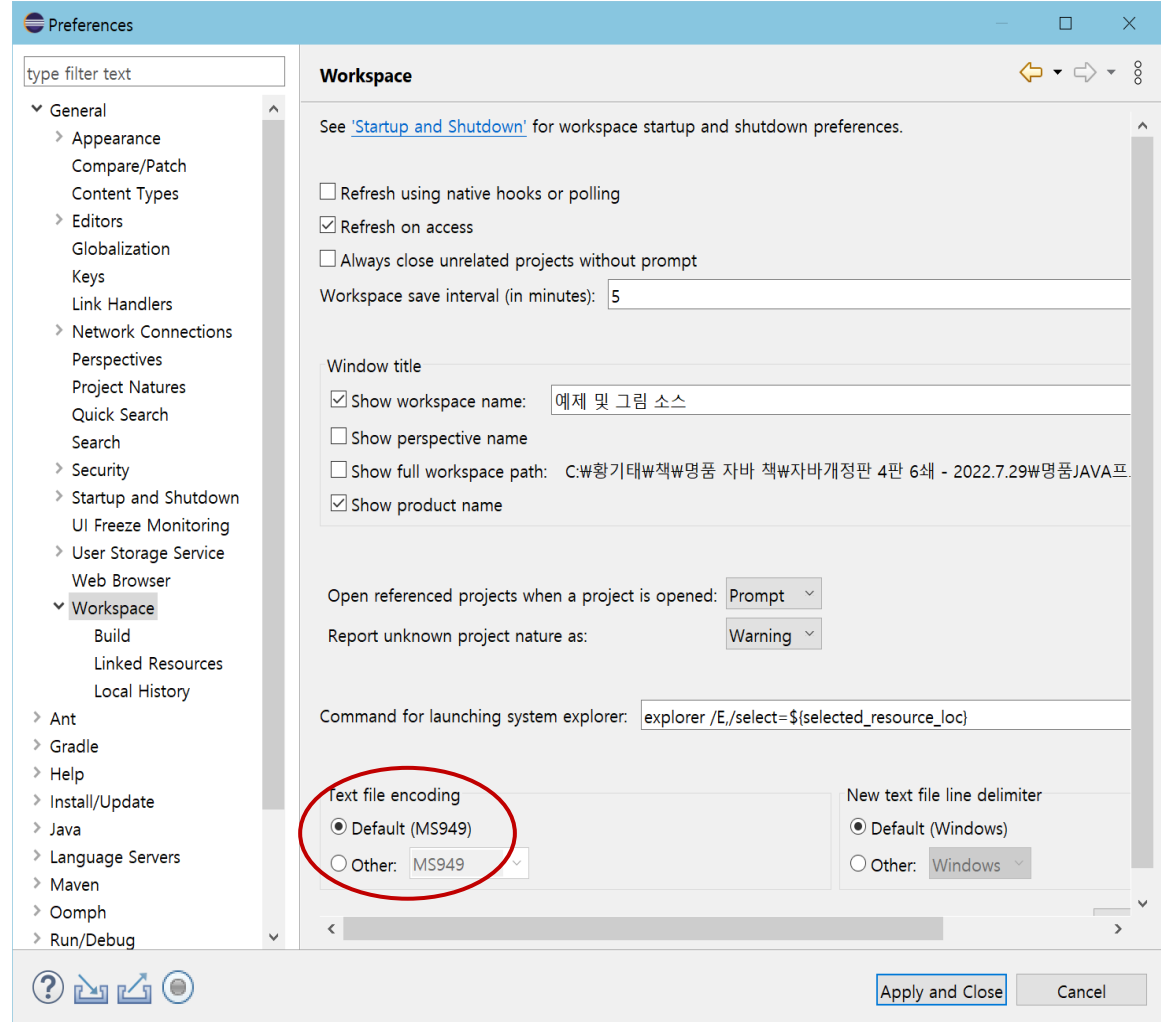 Preferences
type filter text
General
Appearance
Compare/Patch
Content Types
Editors
Globalization
Keys
Link Handlers
Network Connections
Perspectives
Project Natures
Quick Search
Search
Security
Startup and Shutdown
UI Freeze Monitoring
User Storage Service
Web Browser
Workspace
Build
Linked Resources
Local History
Ant
Gradle
Help
Install/Update
Java
Language Servers
Maven
Oomph
Run/Debug
Workspace
See 'Startup and Shutdown' for workspace startup and shutdown preferences.
Refresh using native hooks or polling
Refresh on access
Always close unrelated projects without prompt
Workspace save interval (in minutes): 5
Window title
Show workspace name: 예제 및 그림 소스
Show perspective name
Show full workspace path: C:₩황기태₩책₩명품 자바 책₩자바개정판 4판 6쇄 - 2022.7.29₩명품JAVA프
Show product name
Open referenced projects when a project is opened: Prompt
Report unknown project nature as: Warning
Command for launching system explorer: explorer /E,/select=${selected_resource_loc}
Text file encoding
Default (MS949)
Other: MS949
New text file line delimiter
Default (Windows)
Other: Windows
Apply and Close
Cancel